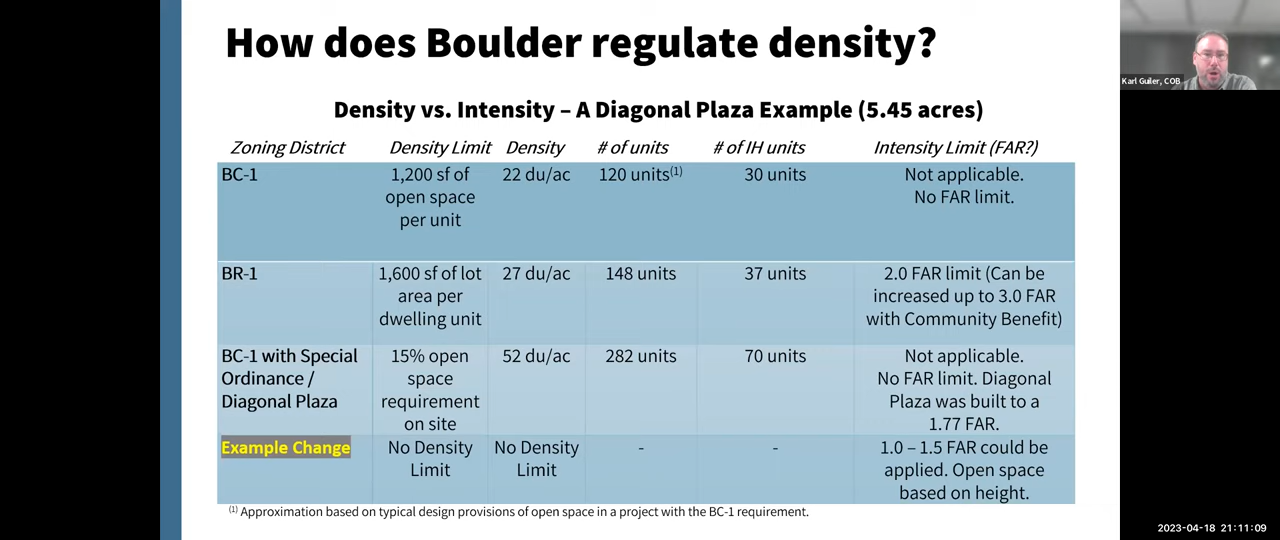 How does Boulder regulate density?
Karl Guiler, COB
Density vs. Intensity – A Diagonal Plaza Example (5.45 acres)
Zoning District Density Limit Density # of units # of IH units Intensity Limit (FAR?)
BC-1 1,200 sf of 22 du/ac 120 units(1) 30 units Not applicable.
open space No FAR limit.
per unit
BR-1 1,600 sf of lot 27 du/ac 148 units 37 units 2.0 FAR limit (Can be
area per increased up to 3.0 FAR
dwelling unit with Community Benefit)
BC-1 with Special 15% open 52 du/ac 282 units 70 units Not applicable.
Ordinance / space No FAR limit. Diagonal
Diagonal Plaza requirement Plaza was built to a
on site 1.77 FAR.
Example Change No Density No Density - - 1.0 – 1.5 FAR could be
Limit Limit applied. Open space
based on height.
(1) Approximation based on typical design provisions of open space in a project with the BC-1 requirement.
2023-04-18 21:11:09